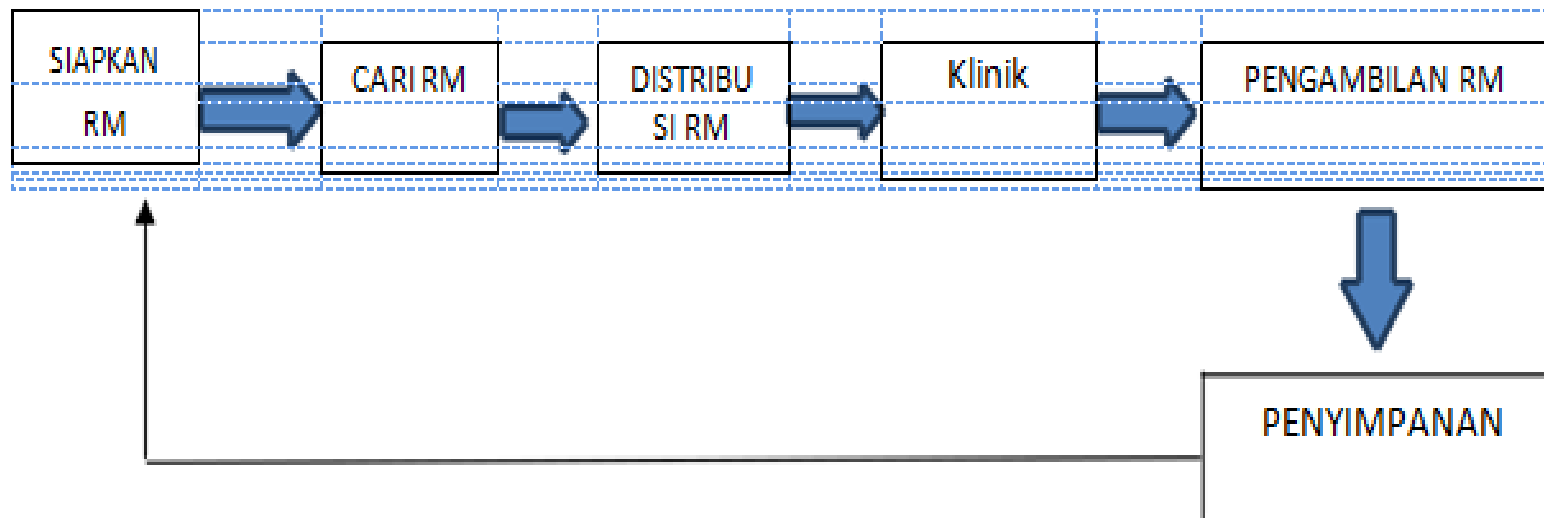 SIAPKAN
RM
CARI RM
DISTRIBU
SI RM
Klinik
PENGAMBILAN RM
PENYIMPANAN